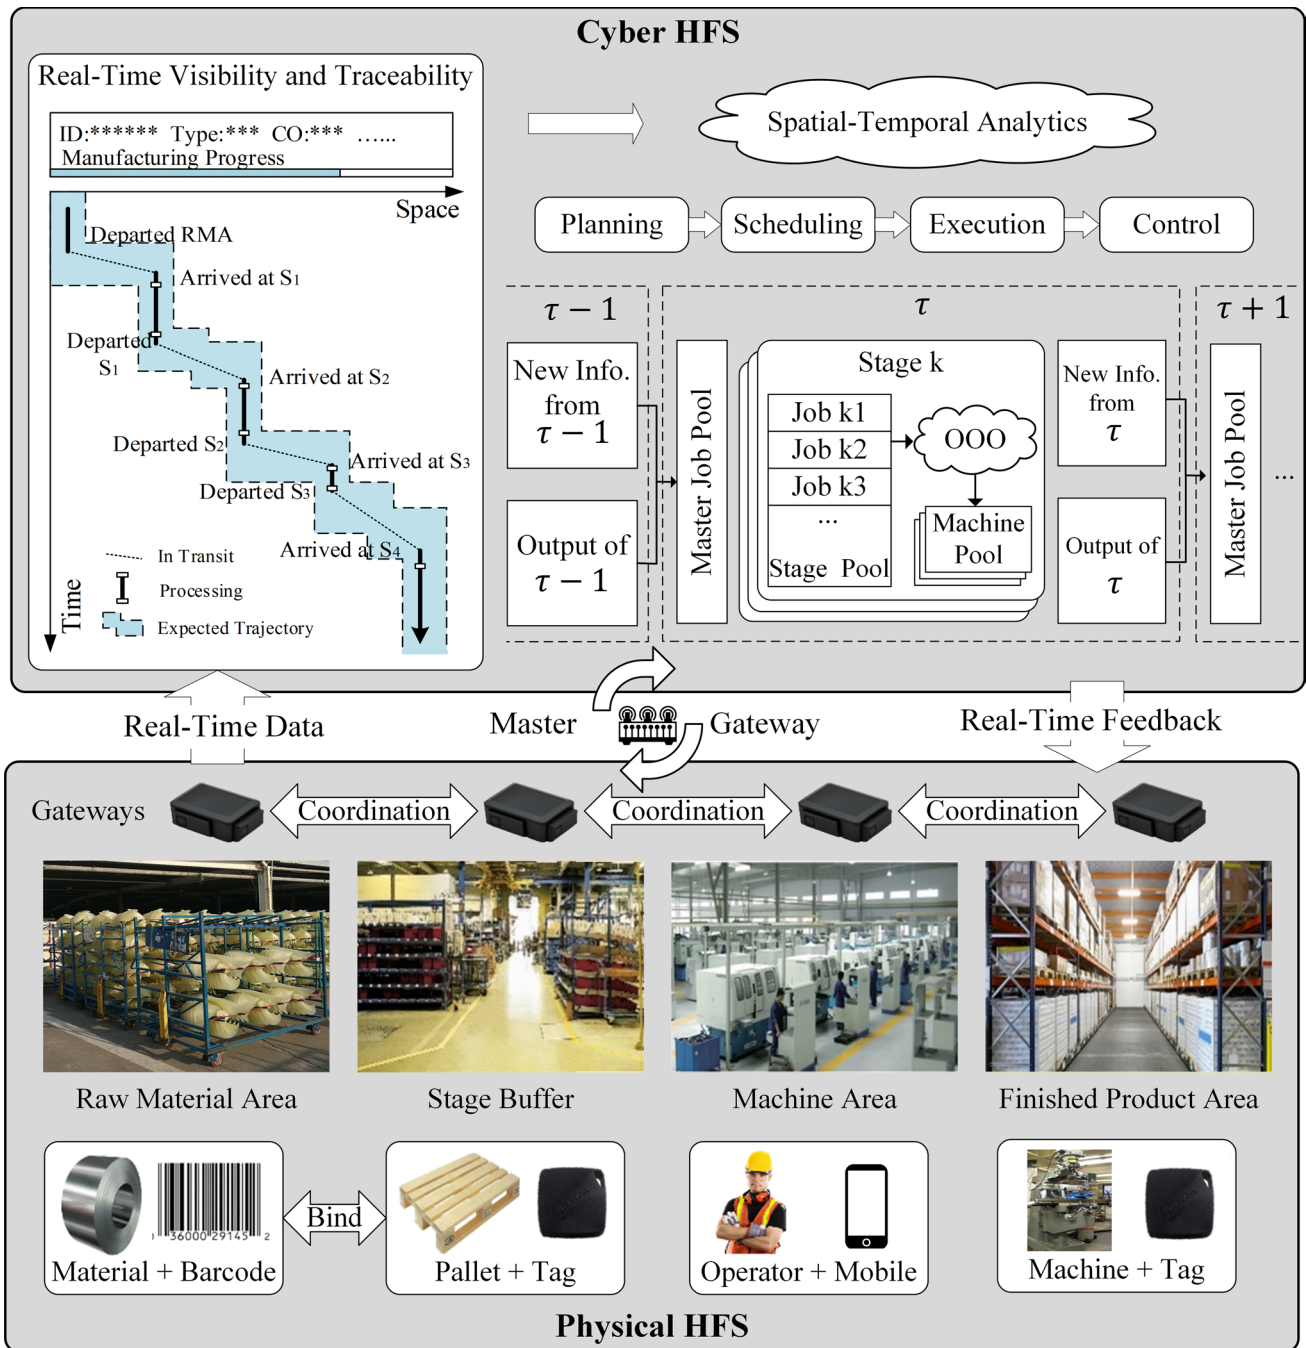 Cyber HFS
Real-Time Visibility and Traceability
ID:****** Type:*** CO:*** ......
Manufacturing Progress
Space
Departed RMA
Arrived at S1
Departed
S1
Arrived at S2
Departed S2
Arrived at S3
Departed S3
Arrived at S4
In Transit
Processing
Expected Trajectory
Time
Spatial-Temporal Analytics
Planning
Scheduling
Execution
Control
τ − 1
τ
τ + 1
New Info.
from
τ − 1
Output of
τ − 1
Master Job Pool
Stage k
Job k1
Job k2
Job k3
...
Stage Pool
OOO
Machine
Pool
New Info.
from
τ
Output of
τ
Master Job Pool
...
Real-Time Data
Master
Gateway
Real-Time Feedback
Gateways
Coordination
Coordination
Coordination
Raw Material Area
Stage Buffer
Machine Area
Finished Product Area
36000 29145 2
Material + Barcode
Bind
Pallet + Tag
Operator + Mobile
Machine + Tag
Physical HFS